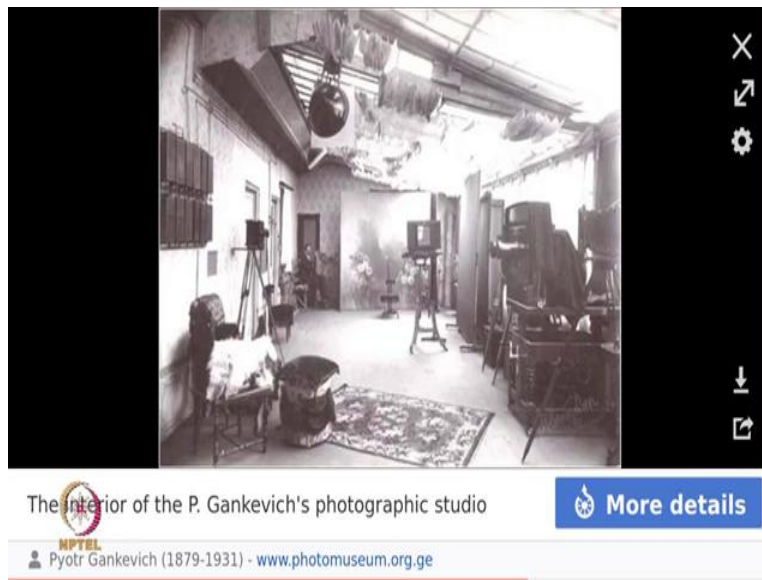 The interior of the P. Gankevich's photographic studio
More details
NPTEL
Pyotr Gankevich (1879-1931) - www.photomuseum.org.ge